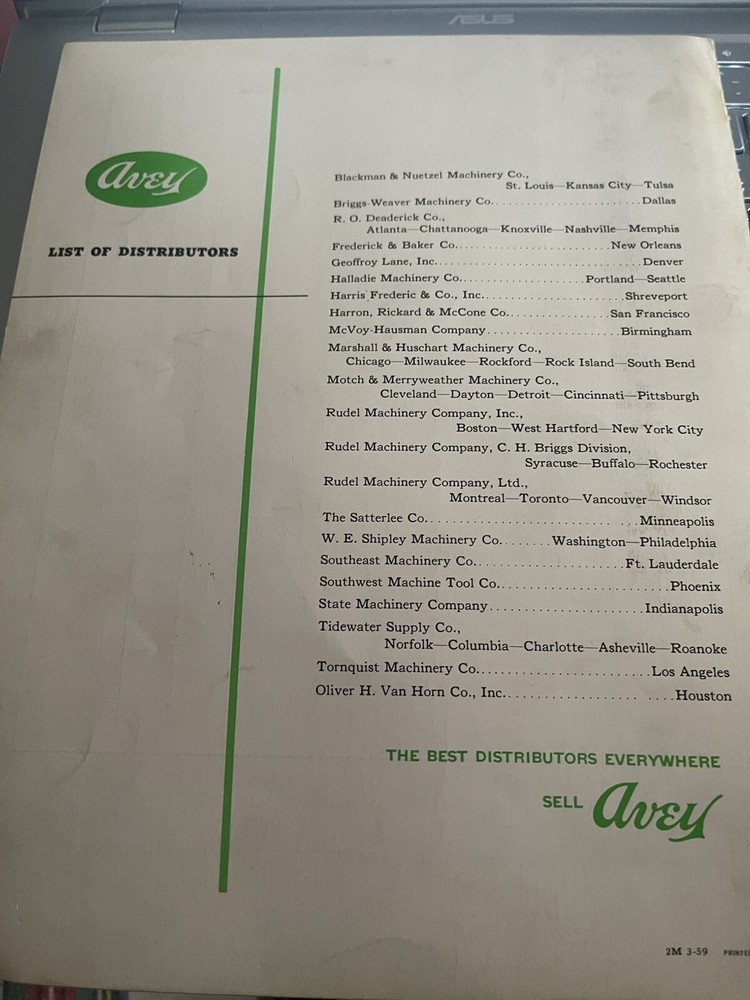 ASUS
Avey
LIST OF DISTRIBUTORS
Blackman & Nuetzel Machinery Co.,
St. Louis—Kansas City—Tulsa
Briggs-Weaver Machinery Co. . . . . . . . . . . . . . . . . . . . . . . . . Dallas
R. O. Deaderick Co.,
Atlanta—Chattanooga—Knoxville—Nashville—Memphis
Frederick & Baker Co. . . . . . . . . . . . . . . . . . . . . . . . . New Orleans
Geoffroy Lane, Inc. . . . . . . . . . . . . . . . . . . . . . . . . . . . . . . Denver
Halladie Machinery Co. . . . . . . . . . . . . . . . . . . Portland—Seattle
Harris Frederic & Co., Inc. . . . . . . . . . . . . . . . . . . . . . Shreveport
Harron, Rickard & McCone Co. . . . . . . . . . . . . . . San Francisco
McVoy-Hausman Company . . . . . . . . . . . . . . . . . . . . Birmingham
Marshall & Huschart Machinery Co.,
Chicago—Milwaukee—Rockford—Rock Island—South Bend
Motch & Merryweather Machinery Co.,
Cleveland—Dayton—Detroit—Cincinnati—Pittsburgh
Rudel Machinery Company, Inc.,
Boston—West Hartford—New York City
Rudel Machinery Company, C. H. Briggs Division,
Syracuse—Buffalo—Rochester
Rudel Machinery Company, Ltd.,
Montreal—Toronto—Vancouver—Windsor
The Satterlee Co. . . . . . . . . . . . . . . . . . . . . . . . . . . . Minneapolis
W. E. Shipley Machinery Co. . . . . . . . Washington—Philadelphia
Southeast Machinery Co. . . . . . . . . . . . . . . . . . . . . Ft. Lauderdale
Southwest Machine Tool Co. . . . . . . . . . . . . . . . . . . . . . . Phoenix
State Machinery Company . . . . . . . . . . . . . . . . . . . . . Indianapolis
Tidewater Supply Co.,
Norfolk—Columbia—Charlotte—Asheville—Roanoke
Tornquist Machinery Co. . . . . . . . . . . . . . . . . . . . . . . Los Angeles
Oliver H. Van Horn Co., Inc. . . . . . . . . . . . . . . . . . . . . . . Houston
THE BEST DISTRIBUTORS EVERYWHERE
SELL Avey
2M 3-59 PRINTE